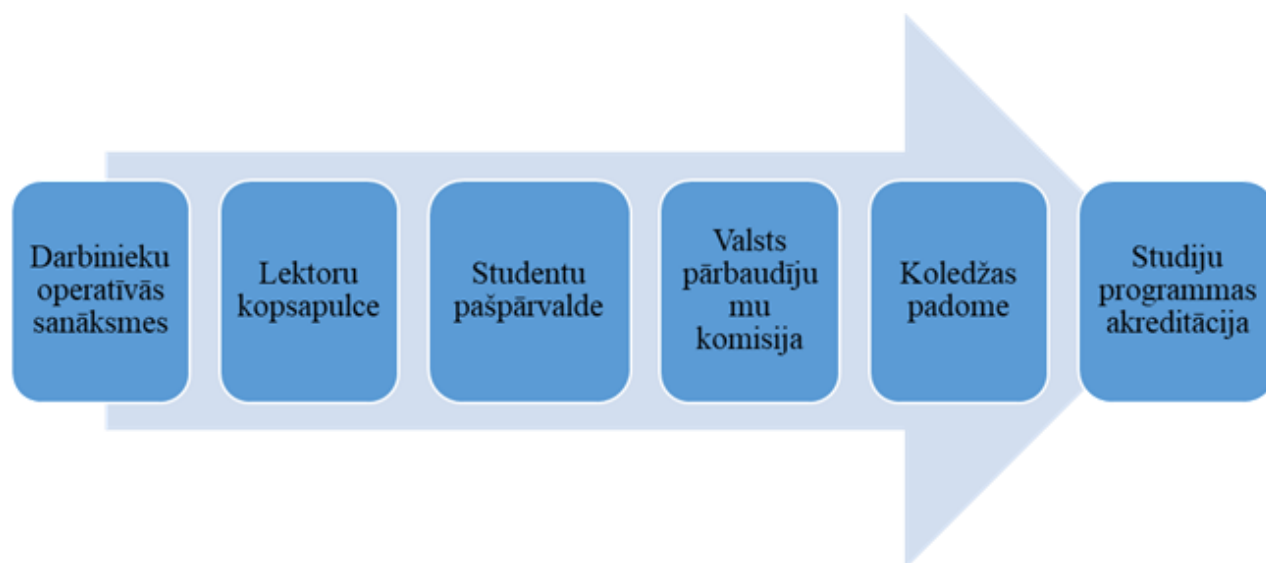 Darbinieku
operatīvās
sanāksmes
Lektoru
kopsapulce
Studentu
pašpārvalde
Valsts
pārbaudīju
mu
komisija
Koledžas
padome
Studiju
programmas
akreditācija